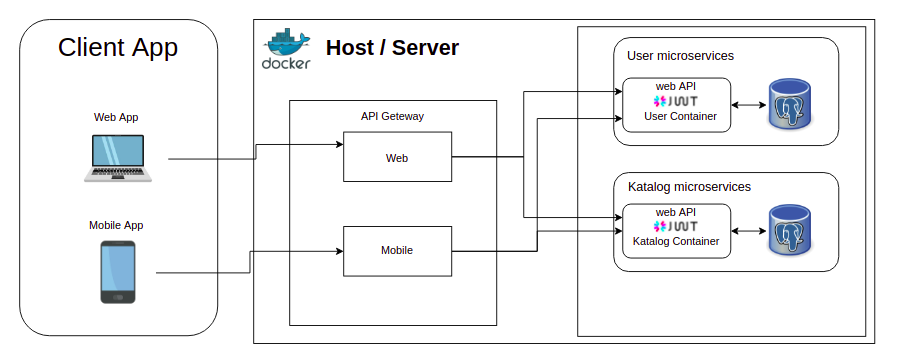 Client App
Web App
Mobile App
docker
Host / Server
API Geteway
Web
Mobile
User microservices
web API
JWT
User Container
Katalog microservices
web API
JWT
Katalog Container